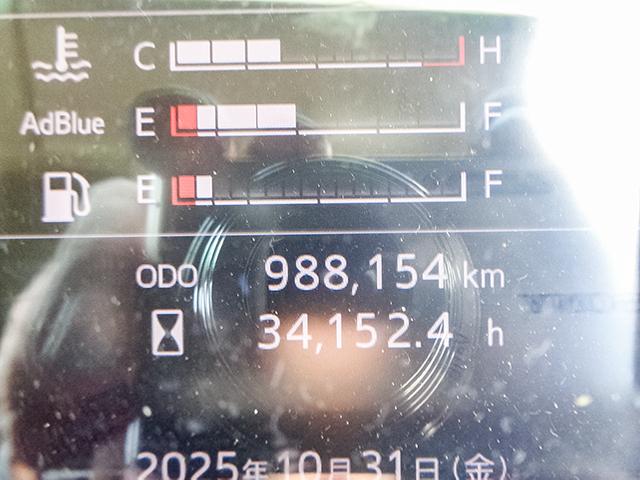 C H
AdBlue E F
E F
ODO 988,154 km
34,152.4 h
2025年10月31日(金)